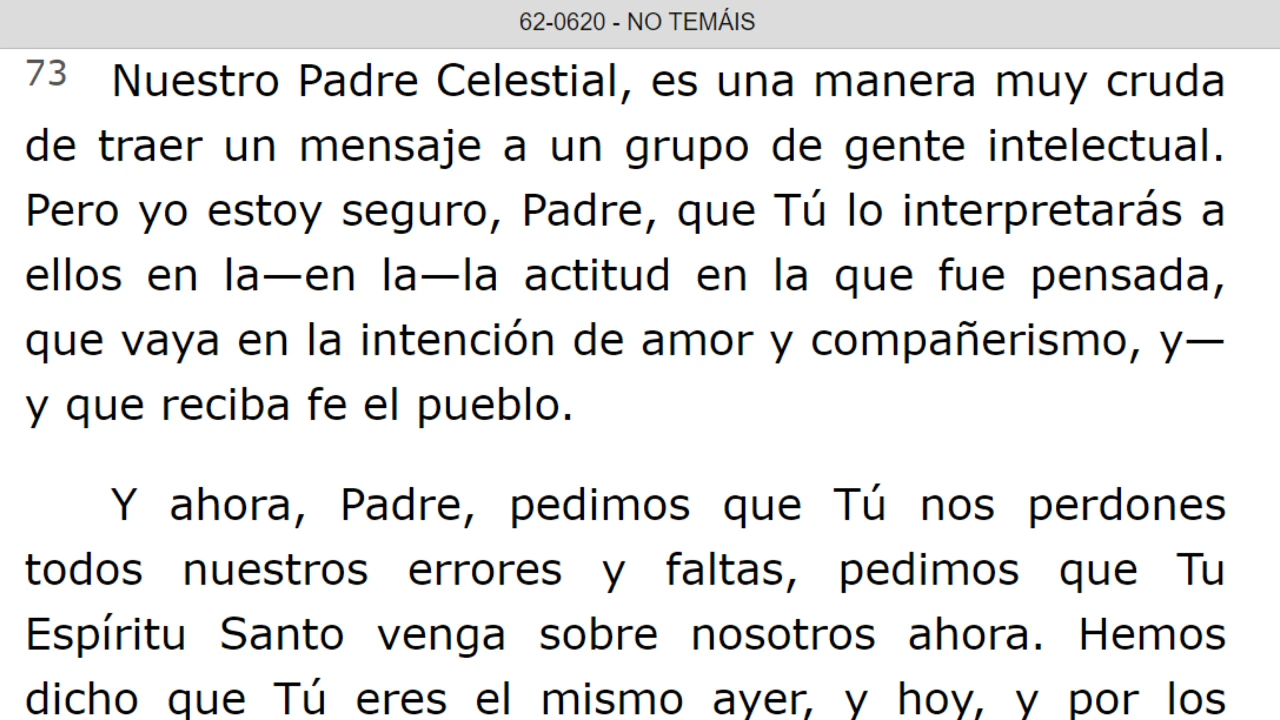 62-0620 - NO TEMÁIS
73 Nuestro Padre Celestial, es una manera muy cruda
de traer un mensaje a un grupo de gente intelectual.
Pero yo estoy seguro, Padre, que Tú lo interpretarás a
ellos en la—en la—la actitud en la que fue pensada,
que vaya en la intención de amor y compañerismo, y—
y que reciba fe el pueblo.
Y ahora, Padre, pedimos que Tú nos perdones
todos nuestros errores y faltas, pedimos que Tu
Espíritu Santo venga sobre nosotros ahora. Hemos
dicho que Tú eres el mismo ayer, y hoy, y por los